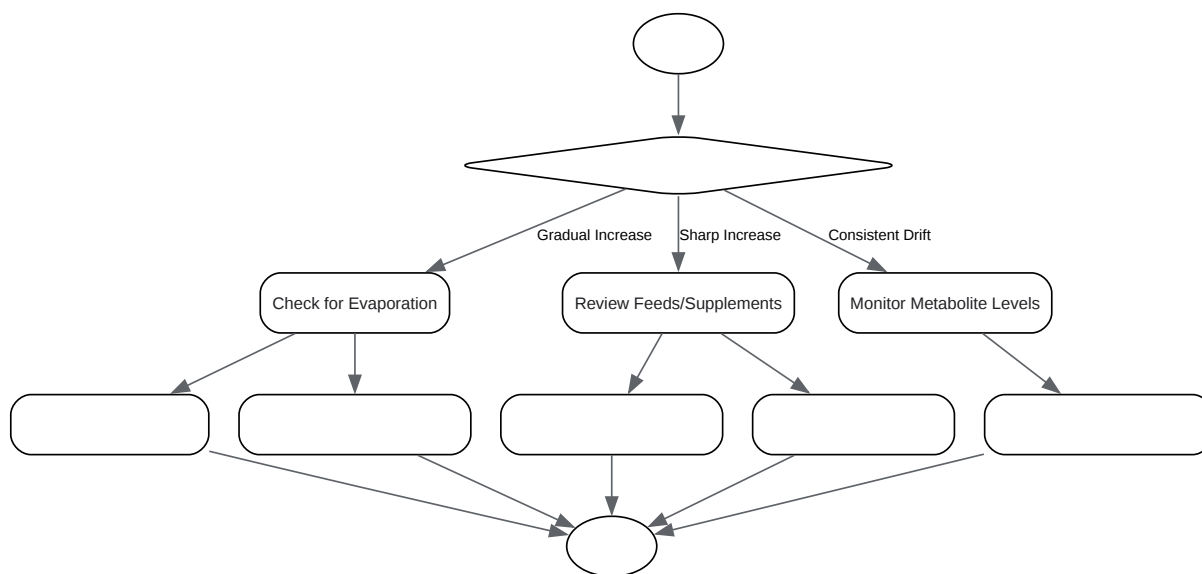 Gradual Increase
Sharp Increase
Consistent Drift
Check for Evaporation
Review Feeds/Supplements
Monitor Metabolite Levels